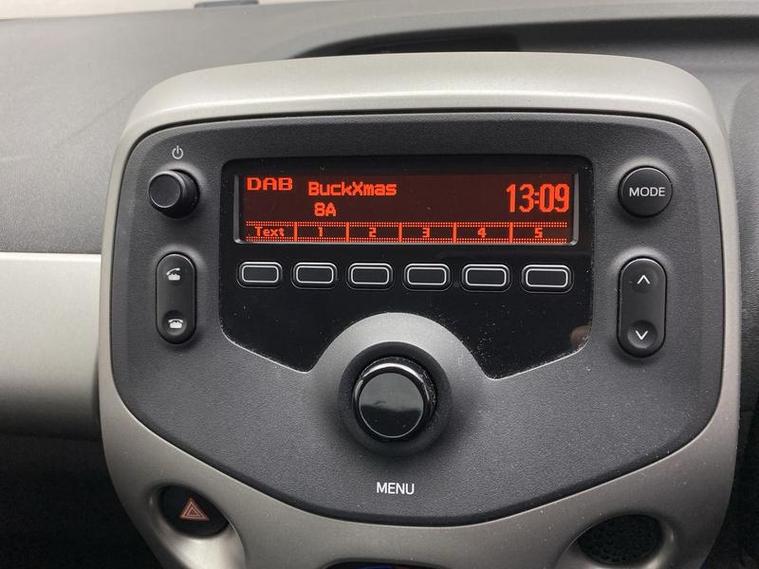 DAB BuckXmas 13:09
8A
Text 1 2 3 4 5
MODE
MENU